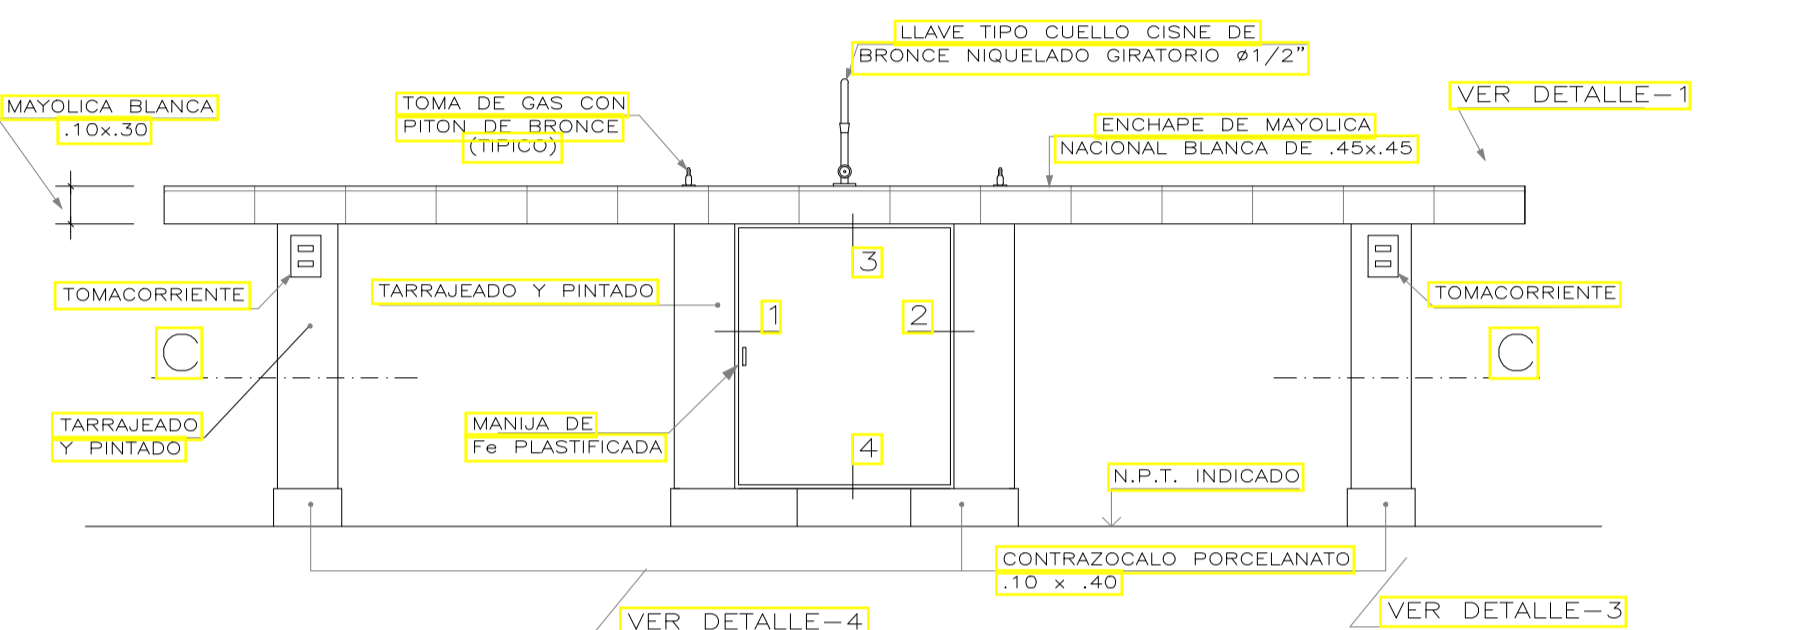 LLAVE TIPO CUELLO CISNE DE
BRONCE NIQUELADO GIRATORIO ø1/2"
MAYOLICA BLANCA
.10x.30
TOMA DE GAS CON
PITON DE BRONCE
(TIPICO)
VER DETALLE-1
ENCHAPE DE MAYOLICA
NACIONAL BLANCA DE .45x.45
3
TOMACORRIENTE
TARRAJEADO Y PINTADO
TOMACORRIENTE
1
2
C
C
TARRAJEADO
Y PINTADO
MANIJA DE
Fe PLASTIFICADA
4
N.P.T. INDICADO
CONTRAZOCALO PORCELANATO
.10 x .40
VER DETALLE-4
VER DETALLE-3